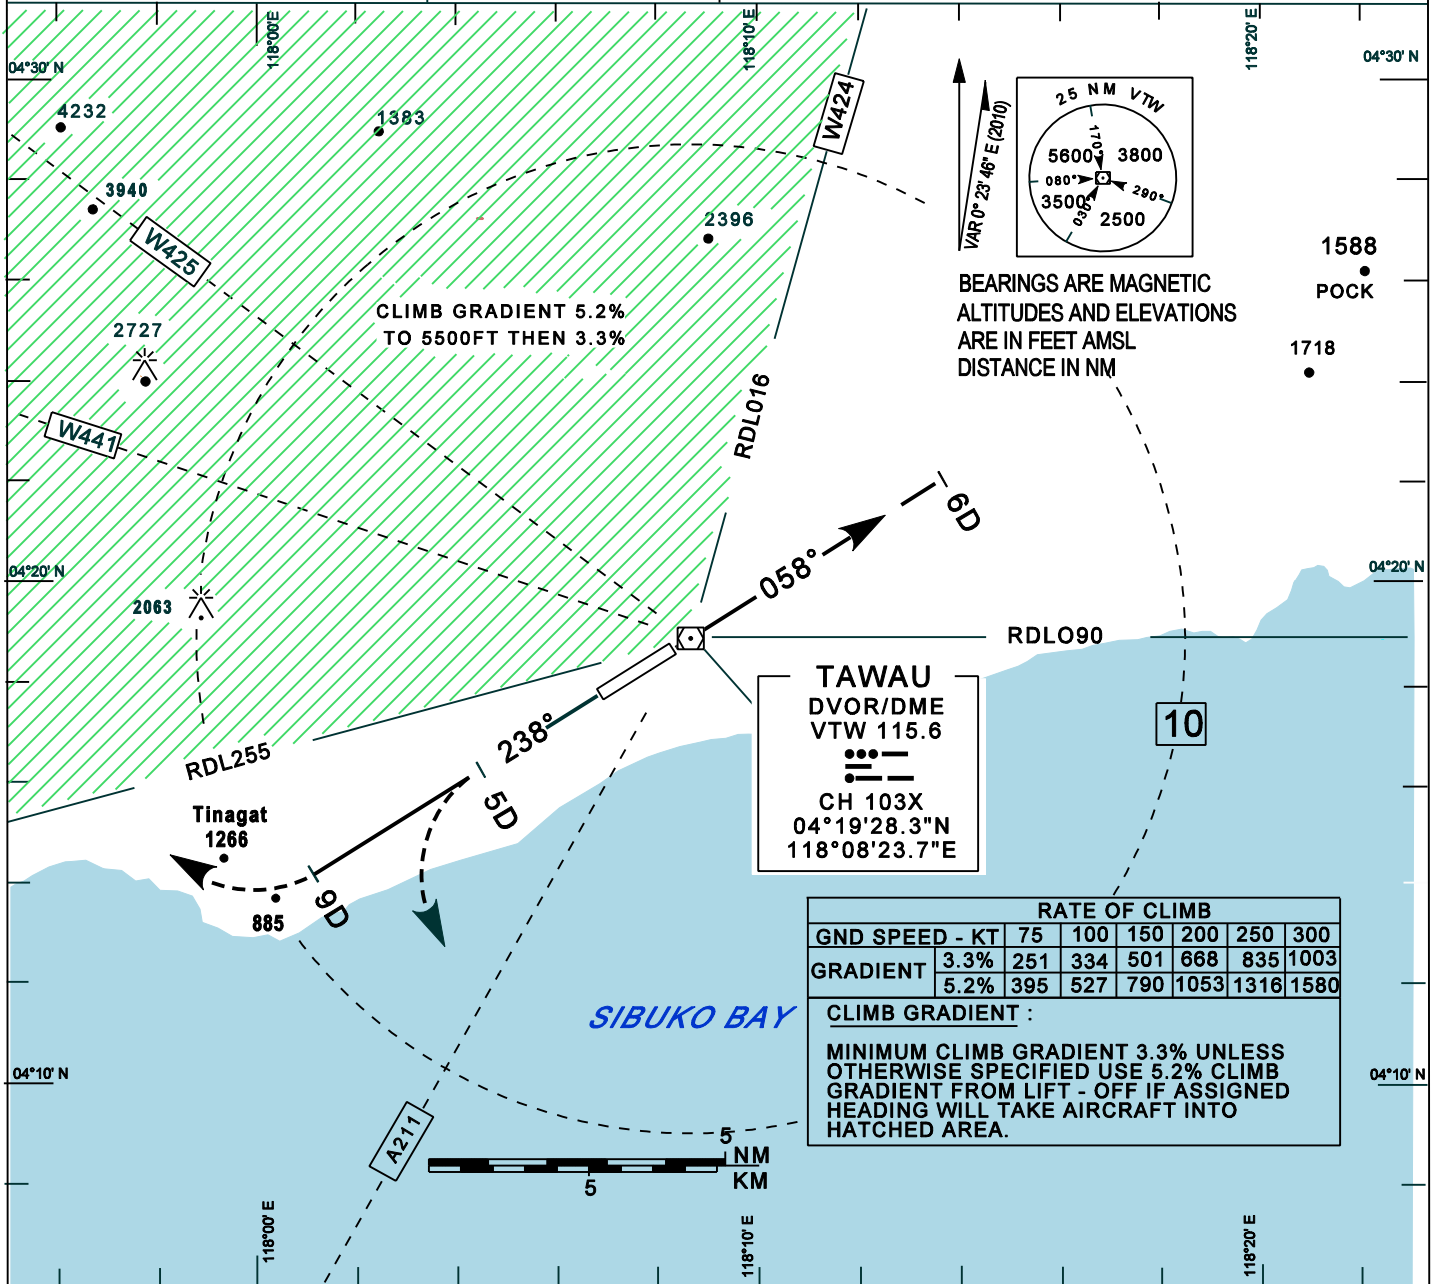 118°00' E
118°10' E
118°20' E
04°30' N
04°30' N
4232
1383
W424
3940
2396
W425
CLIMB GRADIENT 5.2%
TO 5500FT THEN 3.3%
2727
W441
RDL016
VAR 0° 23' 46" E (2010)
25 NM VTW
170°
5600
3800
080°
290°
3500
030°
2500
BEARINGS ARE MAGNETIC
ALTITUDES AND ELEVATIONS
ARE IN FEET AMSL
DISTANCE IN NM
1588
POCK
1718
6D
058°
04°20' N
04°20' N
2063
RDLO90
TAWAU
DVOR/DME
VTW 115.6
CH 103X
04°19'28.3"N
118°08'23.7"E
10
238°
RDL255
5D
Tinagat
1266
9D
885
RATE OF CLIMB
GND SPEED - KT 75 100 150 200 250 300
GRADIENT 3.3% 251 334 501 668 835 1003
5.2% 395 527 790 1053 1316 1580
CLIMB GRADIENT :
MINIMUM CLIMB GRADIENT 3.3% UNLESS
OTHERWISE SPECIFIED USE 5.2% CLIMB
GRADIENT FROM LIFT - OFF IF ASSIGNED
HEADING WILL TAKE AIRCRAFT INTO
HATCHED AREA.
SIBUKO BAY
04°10' N
04°10' N
A211
5
NM
KM
5
118°00' E
118°10' E
118°20' E